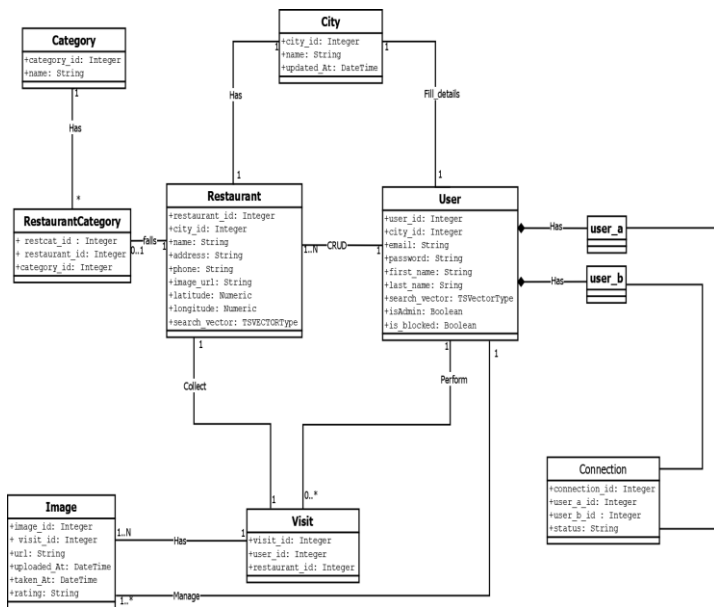 City
+city_id: Integer
+name: String
+updated_At: DateTime
1
1
Category
+category_id: Integer
+name: String
1
Has
*
Has
1
Fill_details
1
RestaurantCategory
+ restcat_id : Integer
+ restaurant_id: Integer
+category_id: Integer
falls
0..1
1
Restaurant
+restaurant_id: Integer
+city_id: Integer
+name: String
+address: String
+phone: String
+image_url: String
+latitude: Numeric
+longitude: Numeric
+search_vector: TSVECTORType
1..N
CRUD
1
User
+user_id: Integer
+city_id: Integer
+email: String
+password: String
+first_name: String
+last_name: Sring
+search_vector: TSVectorType
+isAdmin: Boolean
+is_blocked: Boolean
Has
user_a
Has
user_b
1
Collect
1
1
Perform
0..*
1
Connection
+connection_id: Integer
+user_a_id: Integer
+user_b_id : Integer
+status: String
Image
+image_id: Integer
+ visit_id: Integer
+url: String
+uploaded_At: DateTime
+taken_At: DateTime
+rating: String
1..N
Has
1
Visit
+visit_id: Integer
+user_id: Integer
+restaurant_id: Integer
1..*
Manage